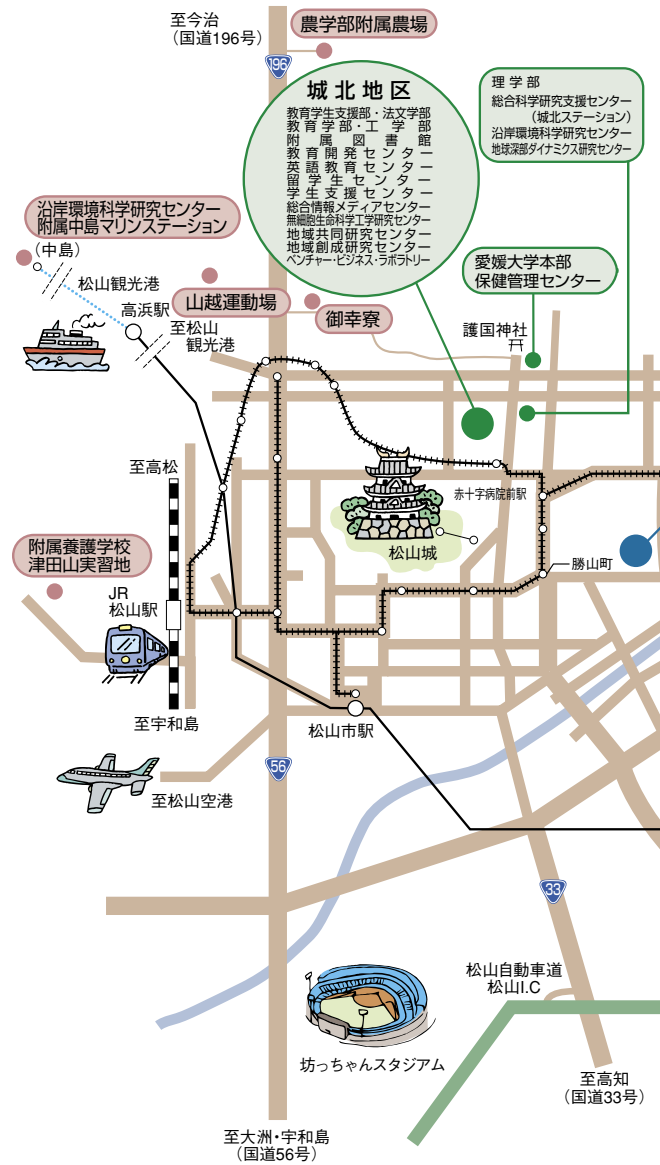 至今治
(国道196号)
農学部附属農場
196
城北地区
教育学生支援部・法文学部
教育学部・工学部
附属図書館
教育開発センター
英語教育センター
留学生センター
学生支援センター
総合情報メディアセンター
無細胞生命科学工学研究センター
地域共同研究センター
地域創成研究センター
ベンチャー・ビジネス・ラボラトリー
理学部
総合科学研究支援センター
(城北ステーション)
沿岸環境科学研究センター
地球深部ダイナミクス研究センター
沿岸環境科学研究センター
附属中島マリンステーション
(中島)
松山観光港
高浜駅
至松山
観光港
山越運動場
御幸寮
愛媛大学本部
保健管理センター
護国神社
至高松
赤十字病院前駅
松山城
勝山町
附属養護学校
津田山実習地
JR
松山駅
至宇和島
松山市駅
56
至松山空港
33
松山自動車道
松山I.C
坊っちゃんスタジアム
至高知
(国道33号)
至大洲・宇和島
(国道56号)